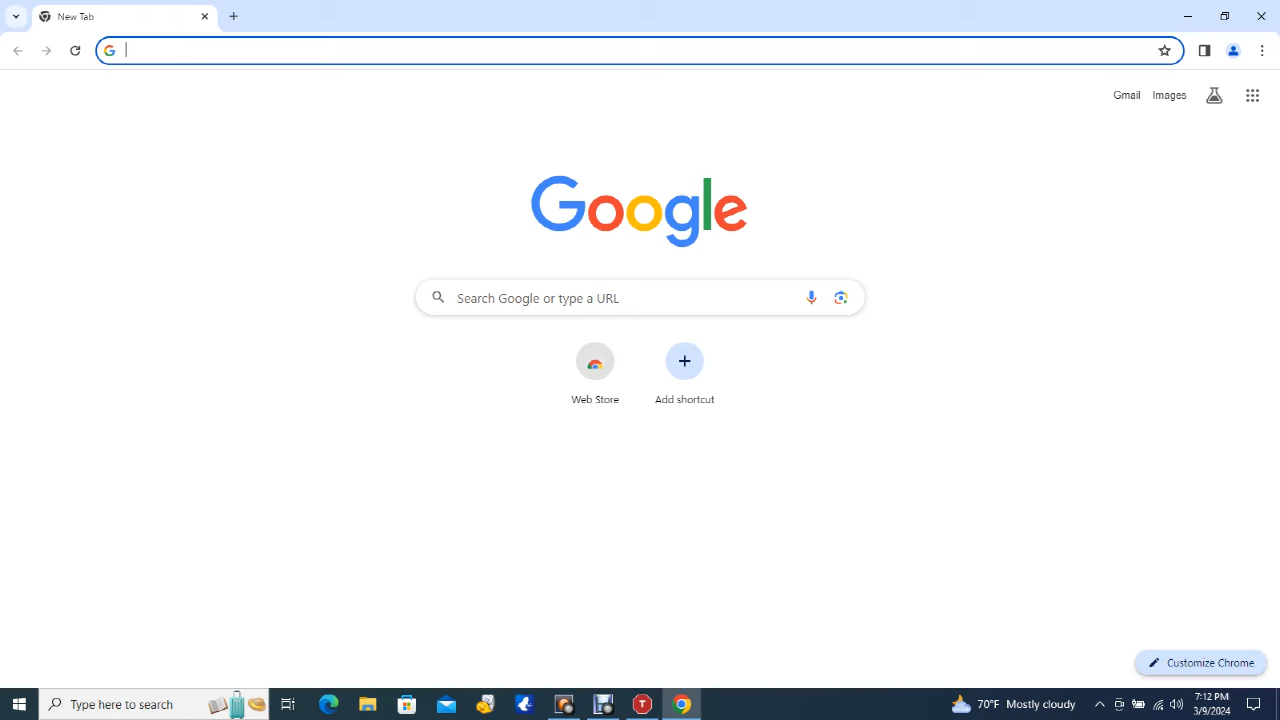 New Tab
Gmail Images
Google
Search Google or type a URL
Web Store
Add shortcut
Customize Chrome
Type here to search
T
70°F Mostly cloudy
7:12 PM
3/9/2024